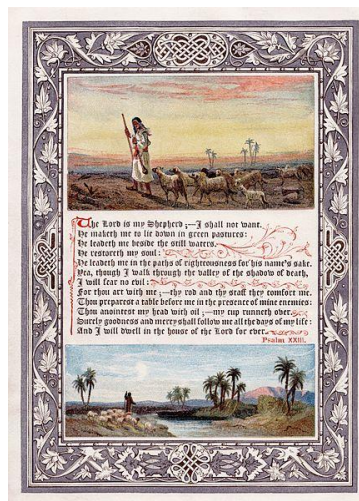 The Lord is my Shepherd ;—I shall not want.
He maketh me to lie down in green pastures:
He leadeth me beside the still waters.
He restoreth my soul:
He leadeth me in the paths of righteousness for his name's sake.
Yea, though I walk through the valley of the shadow of death,
I will fear no evil:
For thou art with me ;—thy rod and thy staff they comfort me.
Thou preparest a table before me in the presence of mine enemies:
Thou anointest my head with oil ;—my cup runneth over.
Surely goodness and mercy shall follow me all the days of my life:
And I will dwell in the house of the Lord for ever.
Psalm XXIII.